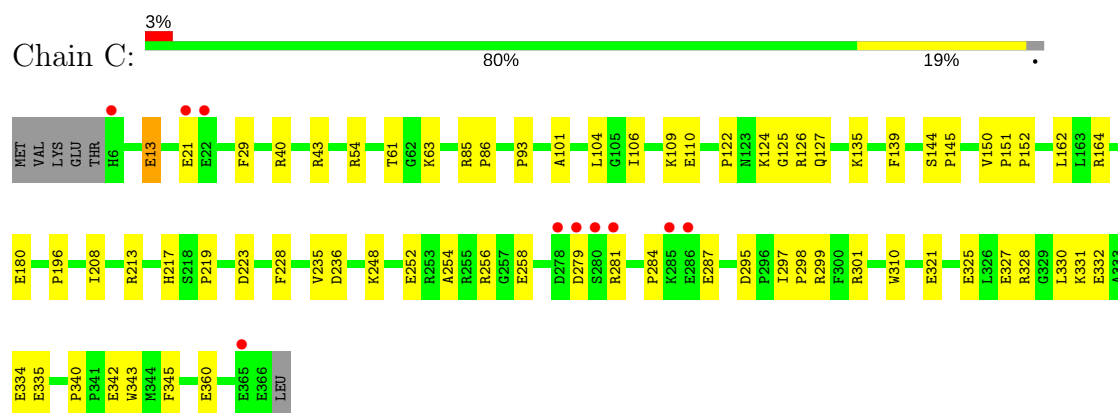 3%
Chain C:
80% 19% •
MET VAL LYS GLU THR H6 E13 E21 E22 F29 R40 R43 R54 T61 G62 K63 R85 P86 P93 A101 L104 G105 I106 K109 E110 P122 N123 K124 G125 R126 Q127 K135 F139 S144 P145 V150 P151 P152 L162 L163 R164
E180 P196 I208 R213 H217 S218 P219 D223 F228 V235 D236 K248 E252 R253 A254 R255 R256 G257 E258 D278 D279 S280 R281 P284 K285 E286 E287 D295 P296 I297 P298 R299 F300 R301 W310 E321 E325 L326 E327 R328 G329 L330 K331 E332 A333
E334 E335 P340 P341 E342 W343 M344 F345 E360 E365 E366 LEU